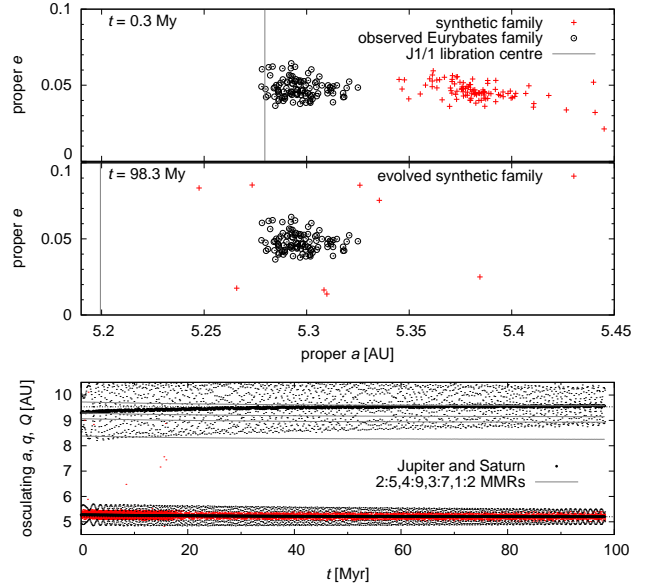 t = 0.3 My
synthetic family
observed Eurybates family
J1/1 libration centre
proper e
0.1
0.05
0
t = 98.3 My
evolved synthetic family
proper e
0.1
0.05
0
5.2 5.25 5.3 5.35 5.4 5.45
proper a [AU]
osculating a, q, Q [AU]
10
9
8
7
6
5
Jupiter and Saturn
2:5,4:9,3:7,1:2 MMRs
0 20 40 60 80 100
t [Myr]